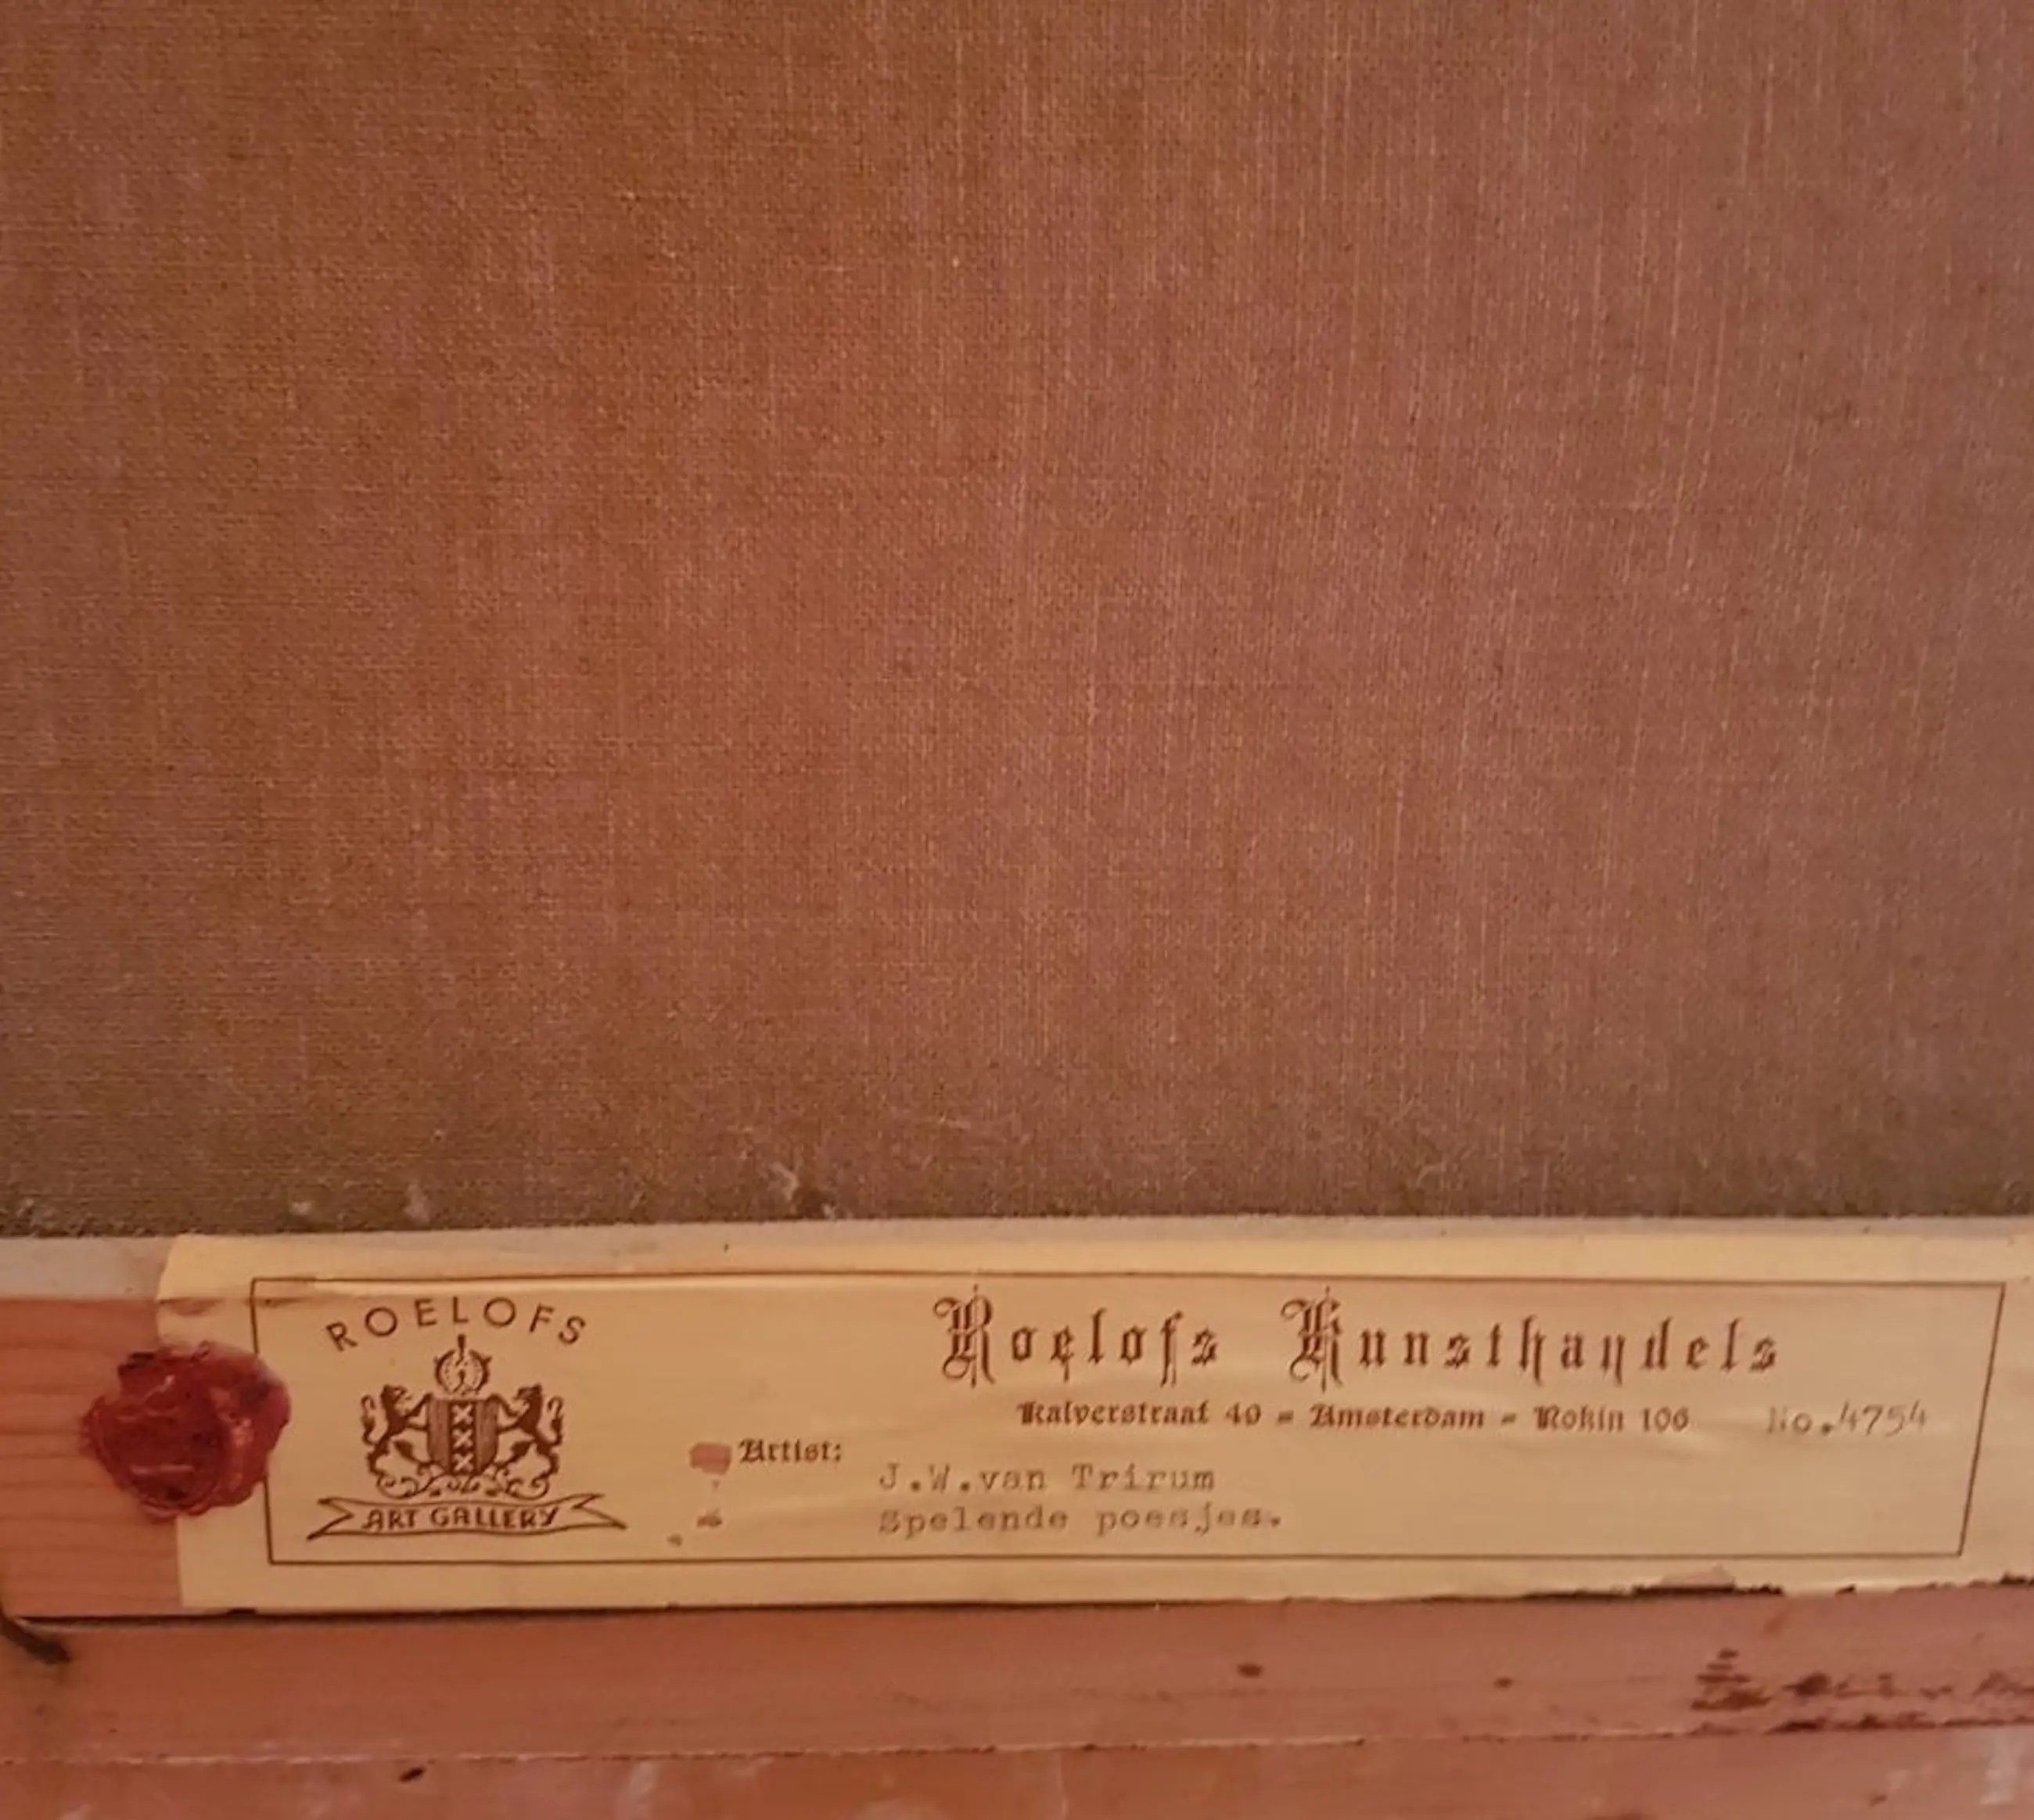 ROELOFS
ART GALLERY
Roelofs Kunsthandels
Kalverstraat 40 - Amsterdam - Rokin 106 No.4754
Artist:
J.W.van Trirum
Spelende poesjes.